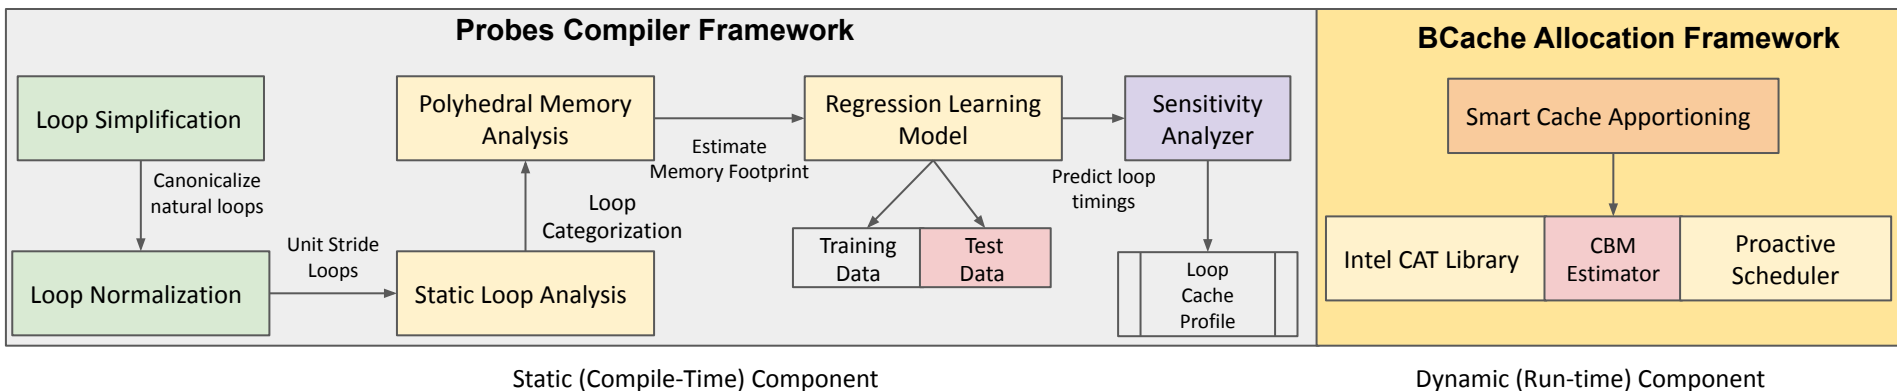 Probes Compiler Framework
Loop Simplification
Canonicalize
natural loops
Loop Normalization
Unit Stride
Loops
Static Loop Analysis
Loop
Categorization
Polyhedral Memory
Analysis
Estimate
Memory Footprint
Regression Learning
Model
Training
Data
Test
Data
Predict loop
timings
Sensitivity
Analyzer
Loop
Cache
Profile
Static (Compile-Time) Component
BCache Allocation Framework
Smart Cache Apportioning
Intel CAT Library
CBM
Estimator
Proactive
Scheduler
Dynamic (Run-time) Component